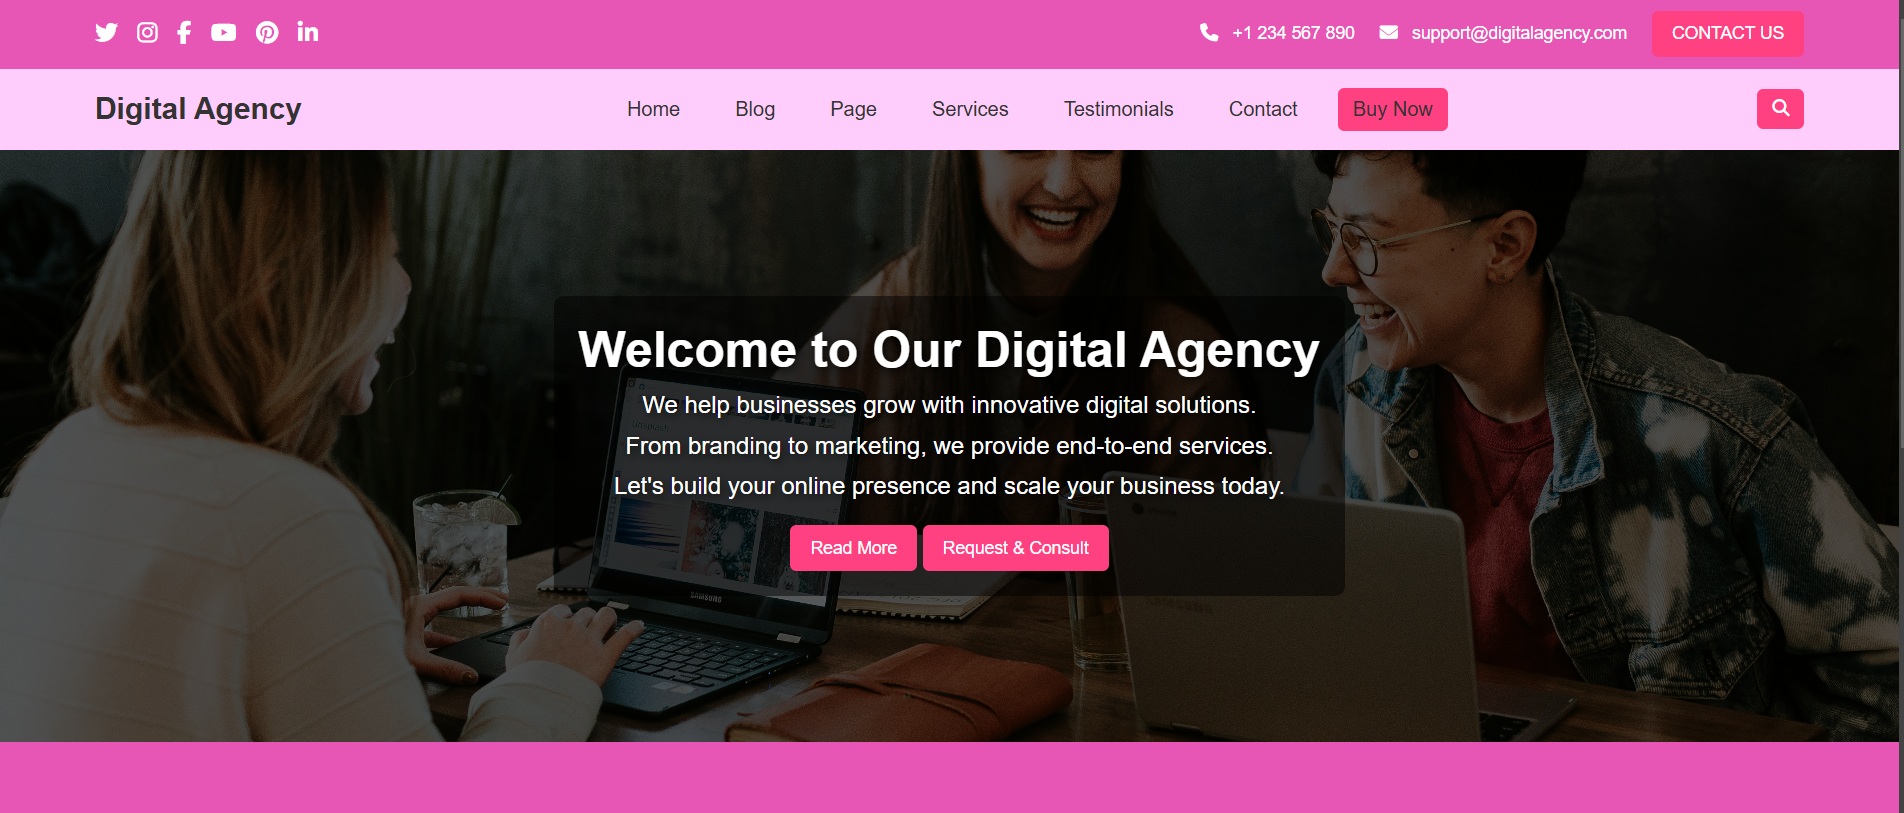 +1 234 567 890 support@digitalagency.com CONTACT US
Digital Agency Home Blog Page Services Testimonials Contact Buy Now
Welcome to Our Digital Agency
We help businesses grow with innovative digital solutions.
From branding to marketing, we provide end-to-end services.
Let's build your online presence and scale your business today.
Read More Request & Consult
SAMSUNG